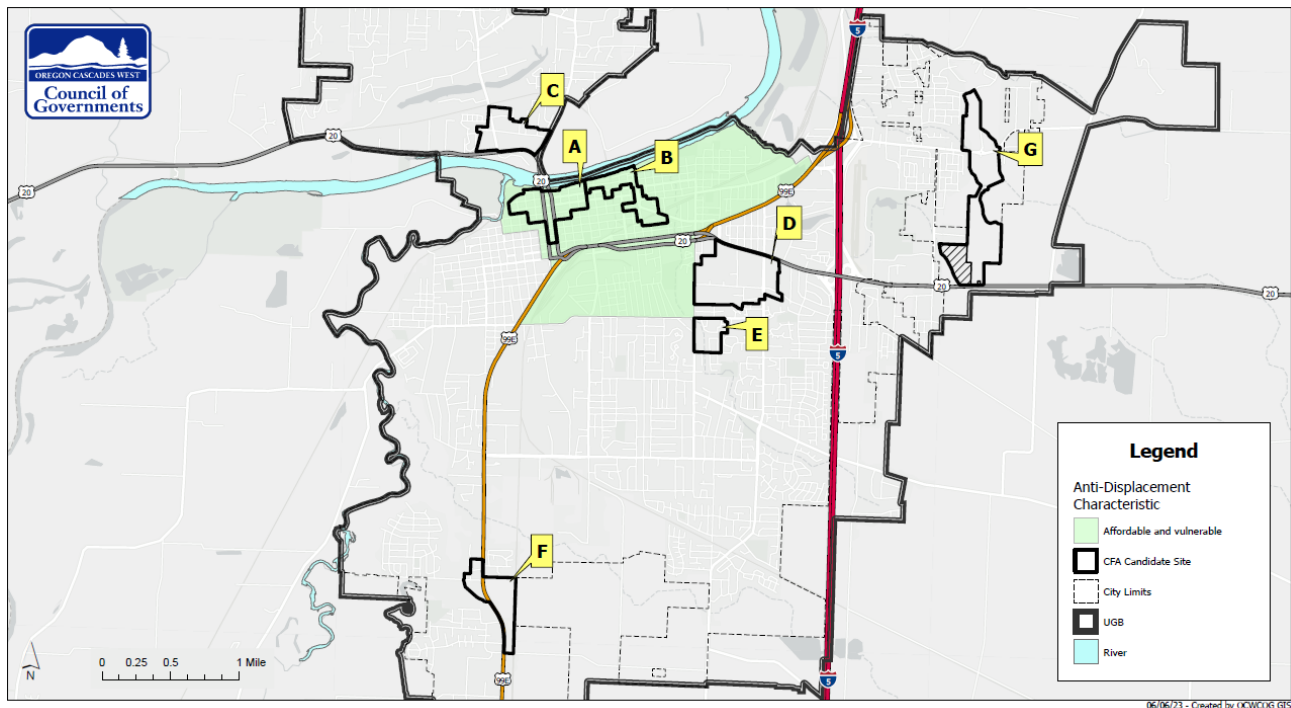 OREGON CASCADES WEST
Council of
Governments
5
C
20
A
B
G
20
20
99E
D
20
20
20
E
99E
5
Legend
Anti-Displacement
Characteristic
Affordable and vulnerable
CFA Candidate Site
City Limits
UGB
River
F
N
0 0.25 0.5 1 Mile
99E
5
06/06/23 - Created by OCWCOG GIS